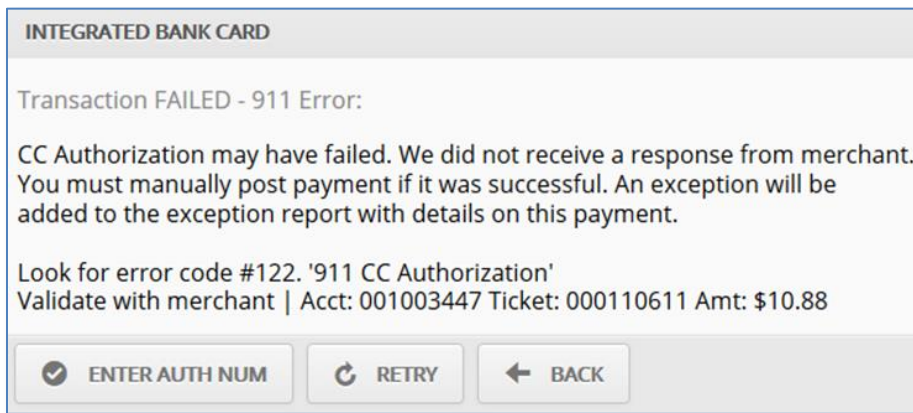 INTEGRATED BANK CARD
Transaction FAILED - 911 Error:
CC Authorization may have failed. We did not receive a response from merchant.
You must manually post payment if it was successful. An exception will be
added to the exception report with details on this payment.
Look for error code #122. '911 CC Authorization'
Validate with merchant | Acct: 001003447 Ticket: 000110611 Amt: $10.88
ENTER AUTH NUM RETRY BACK